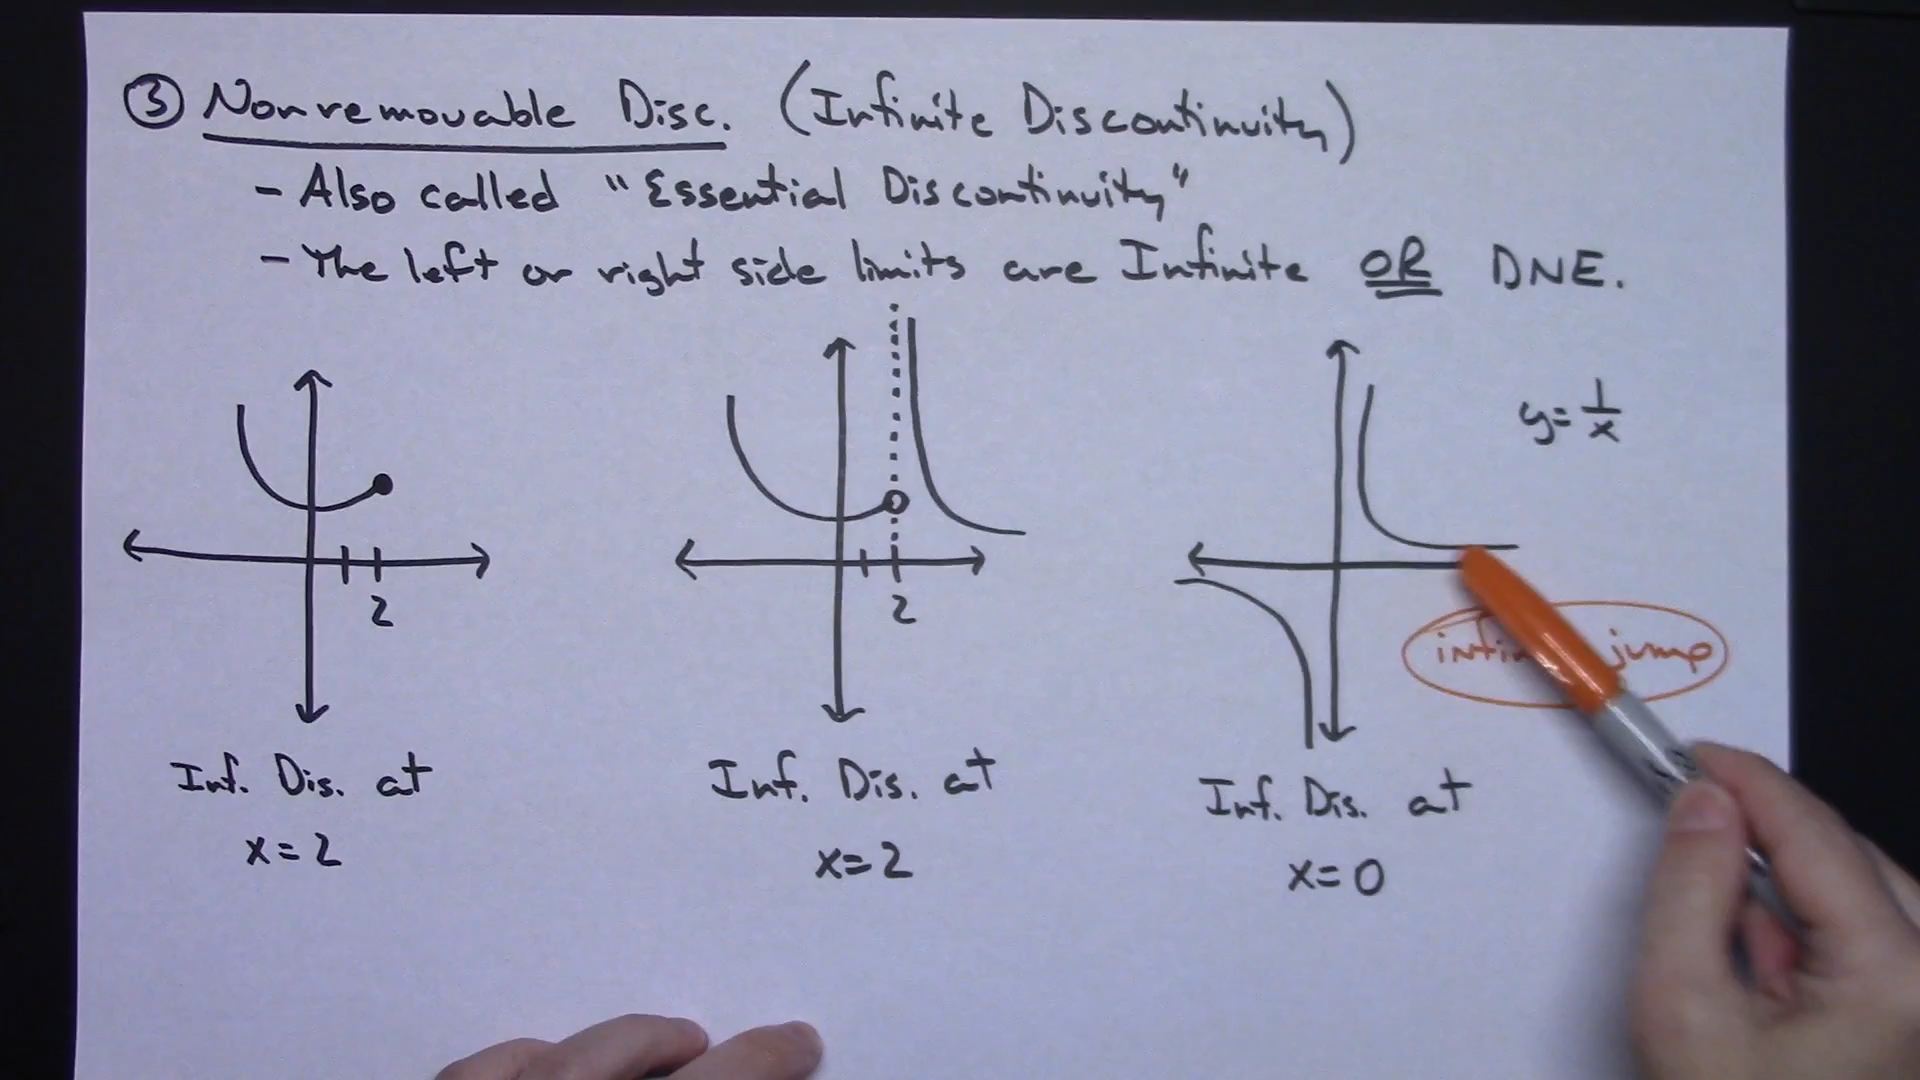 ③ Nonremovable Disc. (Infinite Discontinuity)
- Also called "Essential Discontinuity"
- The left or right side limits are Infinite OR DNE.
2
Inf. Dis. at
x=2
2
Inf. Dis. at
x=2
y=1/x
jump
Inf. Dis. at
x=0